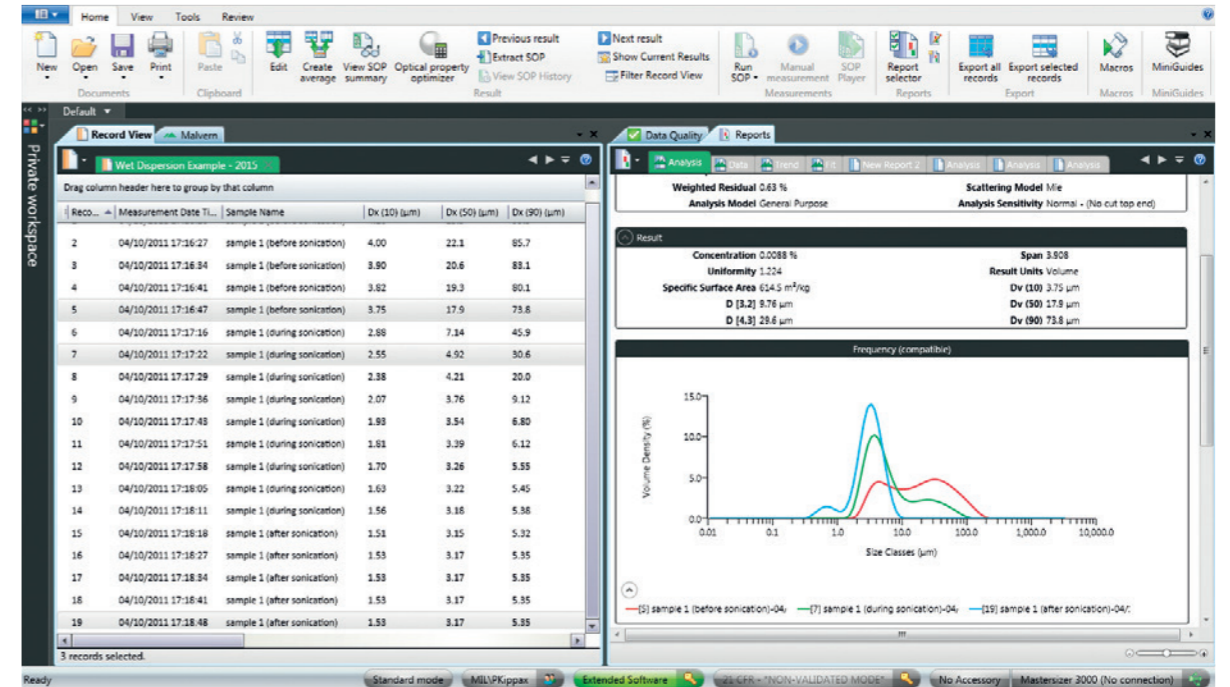 Home View Tools Review
New Open Save Print Paste Edit Create average View SOP summary Optical property optimizer Previous result Extract SOP View SOP History Next result Show Current Results Filter Record View Run SOP Manual measurement SOP Player Report selector Export all records Export selected records Macros MiniGuides
Documents Clipboard Result Measurements Reports Export Macros MiniGuides
Default
Private workspace
Record View Malvern
Wet Dispersion Example - 2015
Drag column header here to group by that column
Reco... Measurement Date Ti... Sample Name Dx (10) (μm) Dx (50) (μm) Dx (90) (μm)
2 04/10/2011 17:16:27 sample 1 (before sonication) 4.00 22.1 85.7
3 04/10/2011 17:16:34 sample 1 (before sonication) 3.90 20.6 83.1
4 04/10/2011 17:16:41 sample 1 (before sonication) 3.82 19.3 80.1
5 04/10/2011 17:16:47 sample 1 (before sonication) 3.75 17.9 73.8
6 04/10/2011 17:17:16 sample 1 (during sonication) 2.88 7.14 45.9
7 04/10/2011 17:17:22 sample 1 (during sonication) 2.55 4.92 30.6
8 04/10/2011 17:17:29 sample 1 (during sonication) 2.38 4.21 20.0
9 04/10/2011 17:17:36 sample 1 (during sonication) 2.07 3.76 9.12
10 04/10/2011 17:17:43 sample 1 (during sonication) 1.93 3.54 6.80
11 04/10/2011 17:17:51 sample 1 (during sonication) 1.81 3.39 6.12
12 04/10/2011 17:17:58 sample 1 (during sonication) 1.70 3.26 5.55
13 04/10/2011 17:18:05 sample 1 (during sonication) 1.63 3.22 5.45
14 04/10/2011 17:18:11 sample 1 (during sonication) 1.56 3.18 5.38
15 04/10/2011 17:18:18 sample 1 (after sonication) 1.51 3.15 5.32
16 04/10/2011 17:18:27 sample 1 (after sonication) 1.53 3.17 5.35
17 04/10/2011 17:18:34 sample 1 (after sonication) 1.53 3.17 5.35
18 04/10/2011 17:18:41 sample 1 (after sonication) 1.53 3.17 5.35
19 04/10/2011 17:18:48 sample 1 (after sonication) 1.53 3.17 5.35
3 records selected.
Data Quality Reports
Analysis Data Trend Fit New Report 2 Analysis Analysis Analysis
Weighted Residual 0.63 % Scattering Model Mie
Analysis Model General Purpose Analysis Sensitivity Normal - (No cut top end)
Result
Concentration 0.0088 % Span 3.908
Uniformity 1.224 Result Units Volume
Specific Surface Area 614.5 m²/kg Dv (10) 3.75 μm
D [3,2] 9.76 μm Dv (50) 17.9 μm
D [4,3] 29.6 μm Dv (90) 73.8 μm
Frequency (compatible)
Volume Density (%)
15.0
10.0
5.0
0.0
0.01 0.1 1.0 10.0 100.0 1,000.0 10,000.0
Size Classes (μm)
[5] sample 1 (before sonication)-04/ [7] sample 1 (during sonication)-04/ [19] sample 1 (after sonication)-04/:
Ready Standard mode MIL\PKippax Extended Software 21 CFR - "NON-VALIDATED MODE" No Accessory Mastersizer 3000 (No connection)